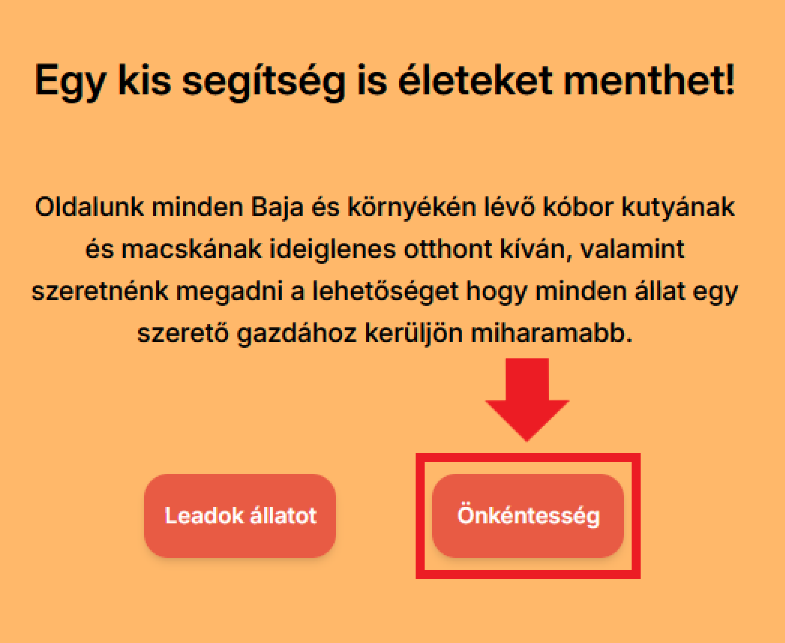 Egy kis segítség is életeket menthet!
Oldalunk minden Baja és környékén lévő kóbor kutyának
és macskának ideiglenes otthont kíván, valamint
szeretnénk megadni a lehetőséget hogy minden állat egy
szerető gazdához kerüljön miharamabb.
Leadok állatot
Önkéntesség